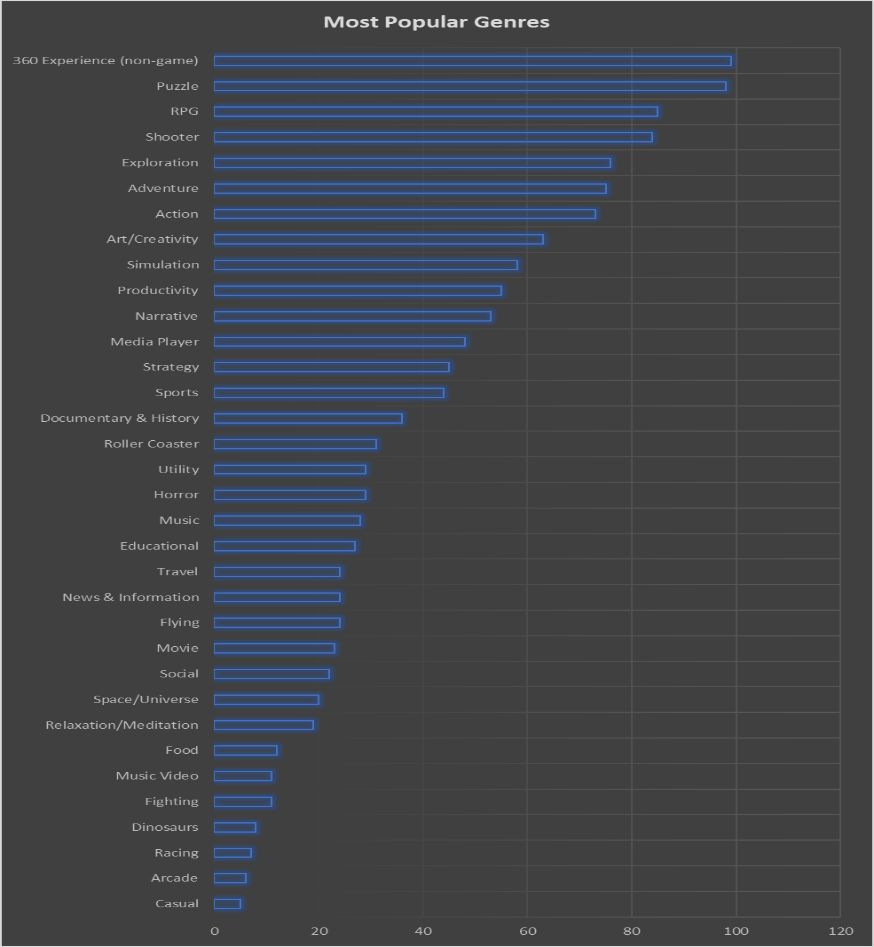 Most Popular Genres
360 Experience (non-game)
Puzzle
RPG
Shooter
Exploration
Adventure
Action
Art/Creativity
Simulation
Productivity
Narrative
Media Player
Strategy
Sports
Documentary & History
Roller Coaster
Utility
Horror
Music
Educational
Travel
News & Information
Flying
Movie
Social
Space/Universe
Relaxation/Meditation
Food
Music Video
Fighting
Dinosaurs
Racing
Arcade
Casual
0 20 40 60 80 100 120